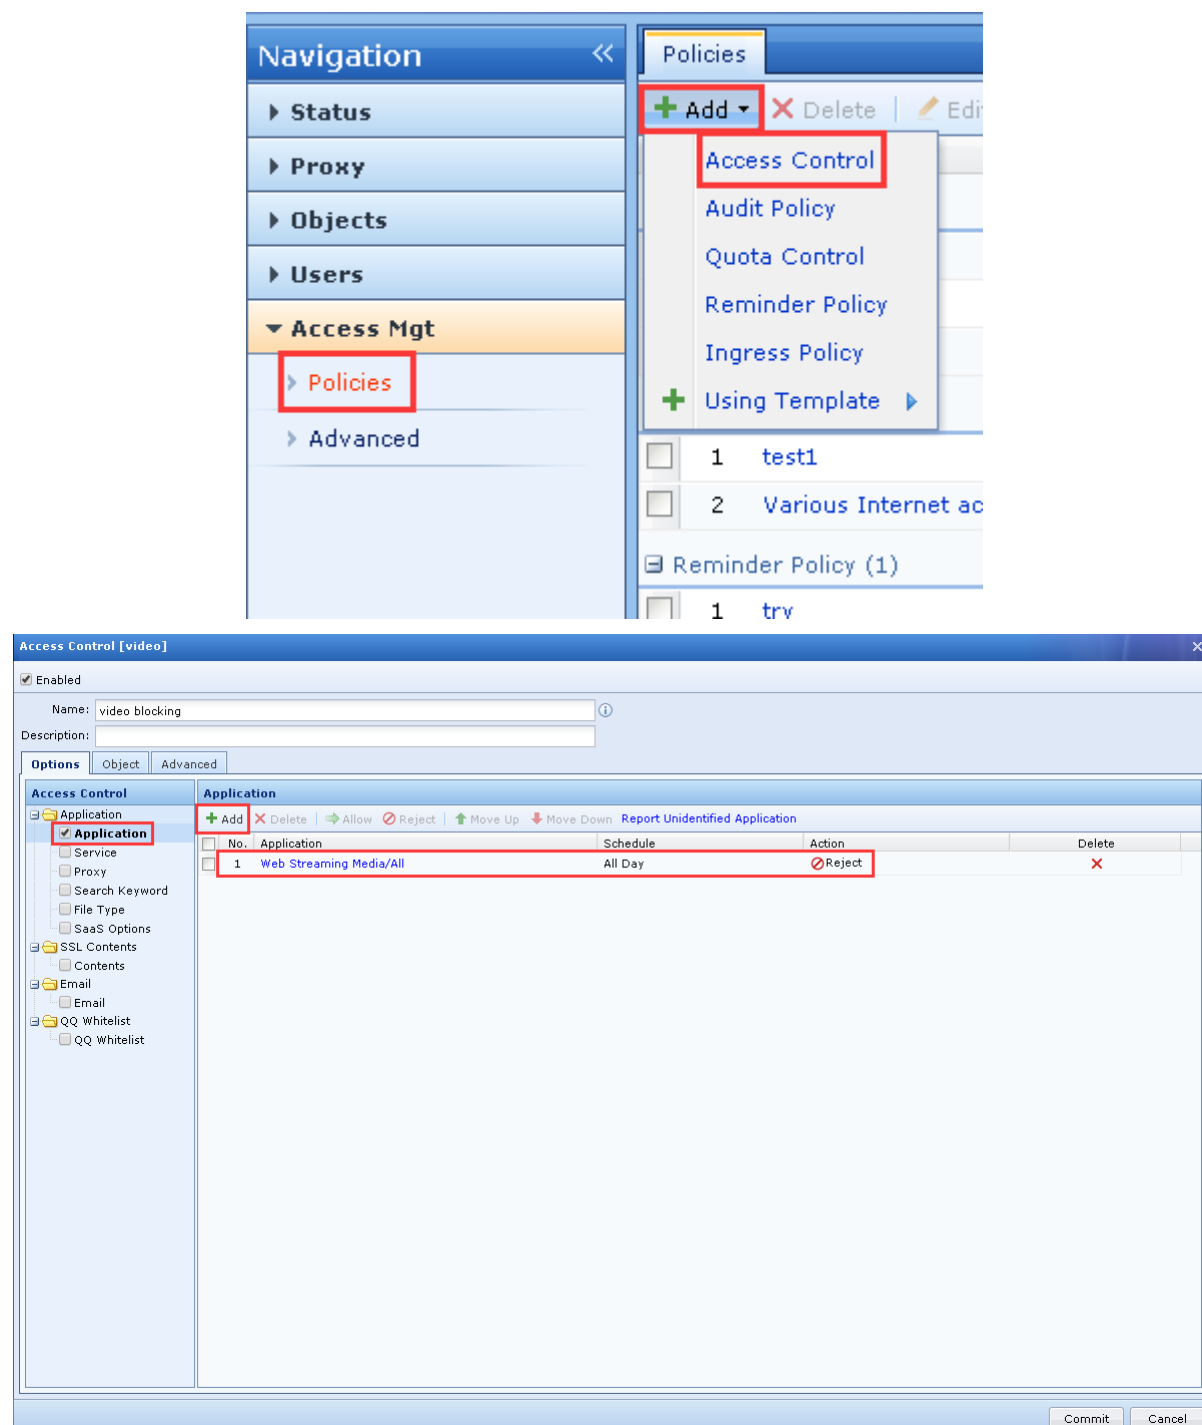 Navigation
Status
Proxy
Objects
Users
Access Mgt
Policies
Advanced
Policies
Add Delete Edi
Access Control
Audit Policy
Quota Control
Reminder Policy
Ingress Policy
Using Template
1 test1
2 Various Internet ac
Reminder Policy (1)
1 try
Access Control [video]
Enabled
Name: video blocking
Description:
Options Object Advanced
Access Control
Application
Application
Service
Proxy
Search Keyword
File Type
SaaS Options
SSL Contents
Contents
Email
Email
QQ Whitelist
QQ Whitelist
Application
Add Delete Allow Reject Move Up Move Down Report Unidentified Application
No. Application Schedule Action Delete
1 Web Streaming Media/All All Day Reject
Commit Cancel